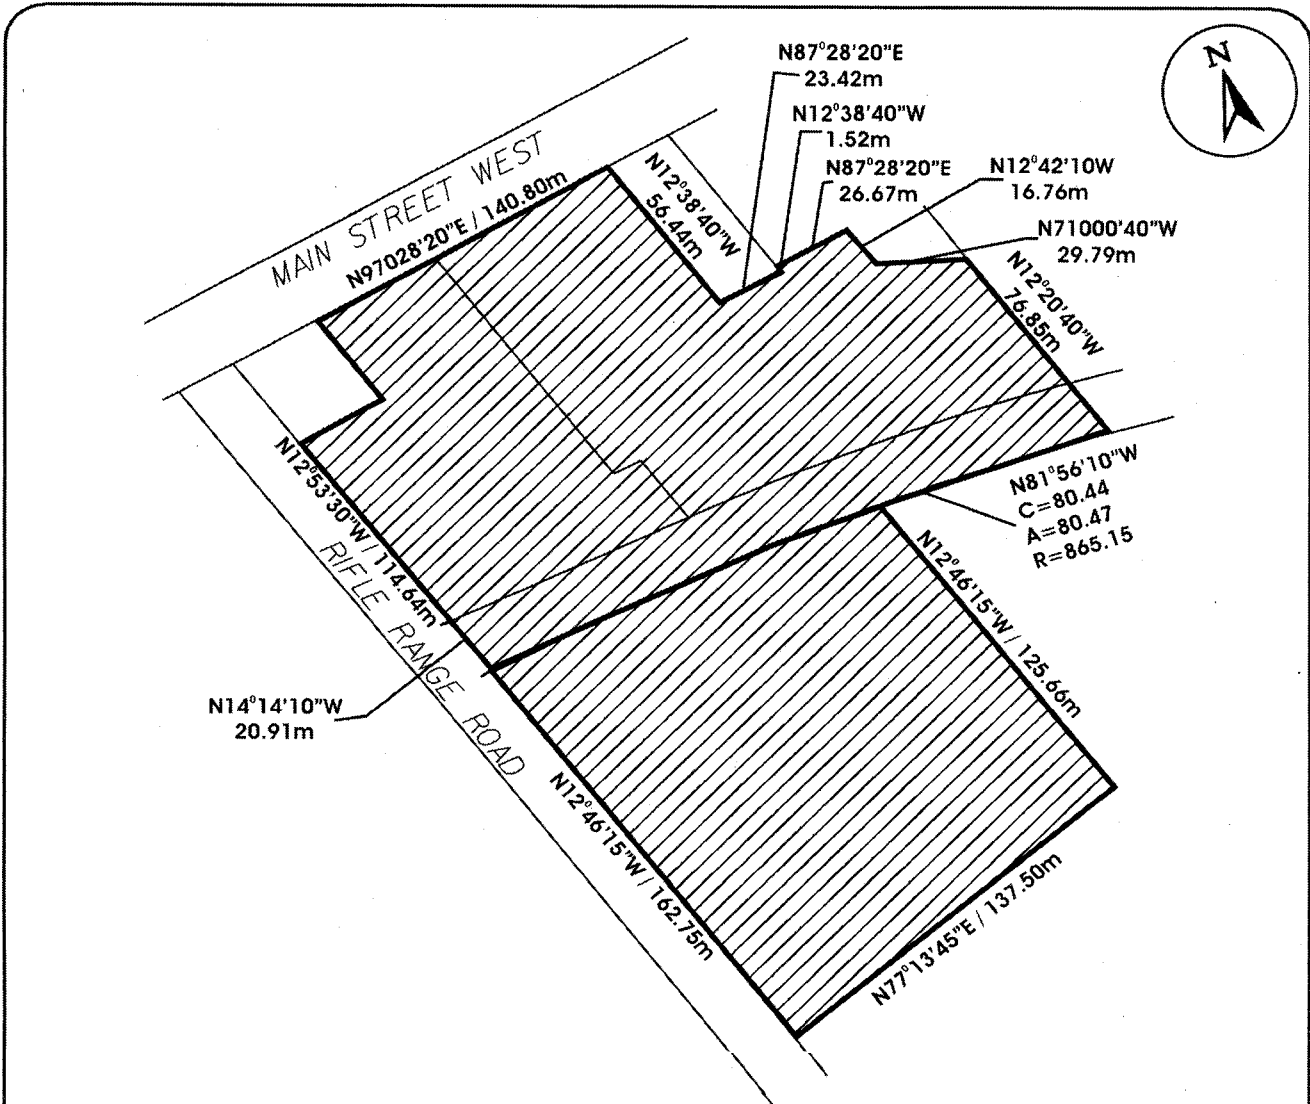 N
N87°28'20"E
23.42m
N12°38'40"W
1.52m
N87°28'20"E
26.67m
N12°42'10W
16.76m
N71000'40"W
29.79m
MAIN STREET WEST
N97028'20"E / 140.80m
N12°38'40"W
56.44m
N12°20'40"W
76.85m
N81°56'10"W
C=80.44
A=80.47
R=865.15
N12°53'30"W / 114.64m
RIFLE RANGE ROAD
N12°46'15"W / 125.66m
N14°14'10"W
20.91m
N12°46'15"W / 162.75m
N77°13'45"E / 137.50m